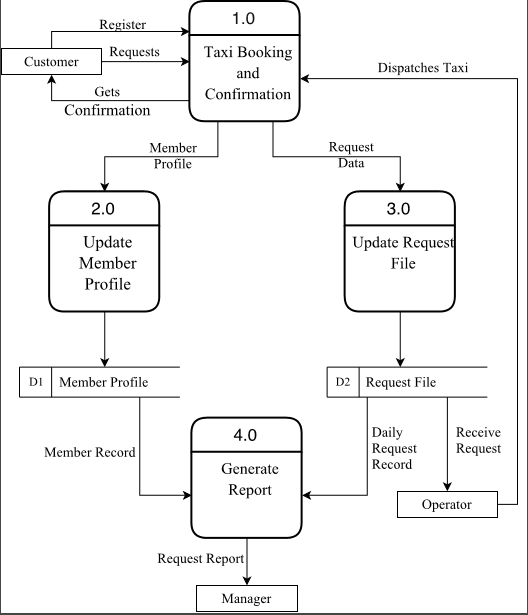 1.0
Register
Taxi Booking
and
Confirmation
Requests
Customer
Dispatches Taxi
Gets
Confirmation
Member
Profile
Request
Data
2.0
3.0
Update
Member
Profile
Update Request
File
D1 Member Profile
D2 Request File
4.0
Member Record
Daily
Request
Record
Receive
Request
Generate
Report
Operator
Request Report
Manager